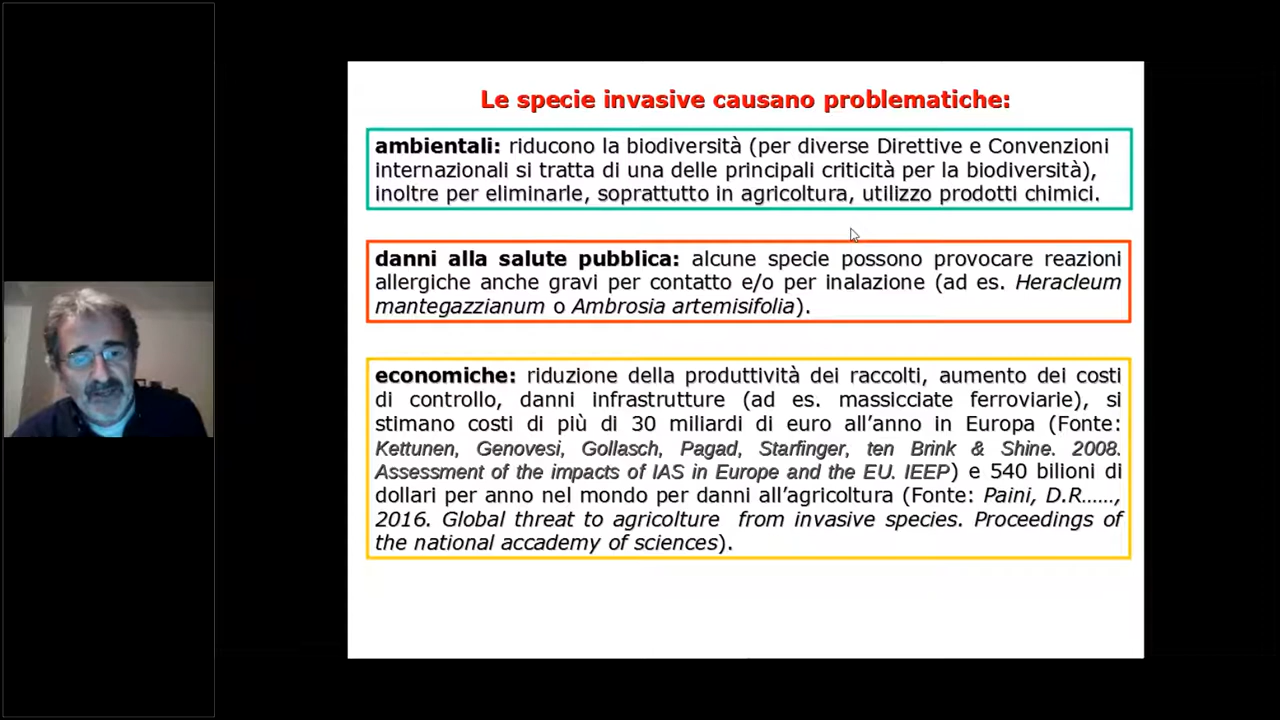 Le specie invasive causano problematiche:
ambientali: riducono la biodiversità (per diverse Direttive e Convenzioni
internazionali si tratta di una delle principali criticità per la biodiversità),
inoltre per eliminarle, soprattutto in agricoltura, utilizzo prodotti chimici.
danni alla salute pubblica: alcune specie possono provocare reazioni
allergiche anche gravi per contatto e/o per inalazione (ad es. Heracleum
mantegazzianum o Ambrosia artemisifolia).
economiche: riduzione della produttività dei raccolti, aumento dei costi
di controllo, danni infrastrutture (ad es. massicciate ferroviarie), si
stimano costi di più di 30 miliardi di euro all’anno in Europa (Fonte:
Kettunen, Genovesi, Gollasch, Pagad, Starfinger, ten Brink & Shine. 2008.
Assessment of the impacts of IAS in Europe and the EU. IEEP) e 540 bilioni di
dollari per anno nel mondo per danni all’agricoltura (Fonte: Paini, D.R……,
2016. Global threat to agricolture from invasive species. Proceedings of
the national accademy of sciences).